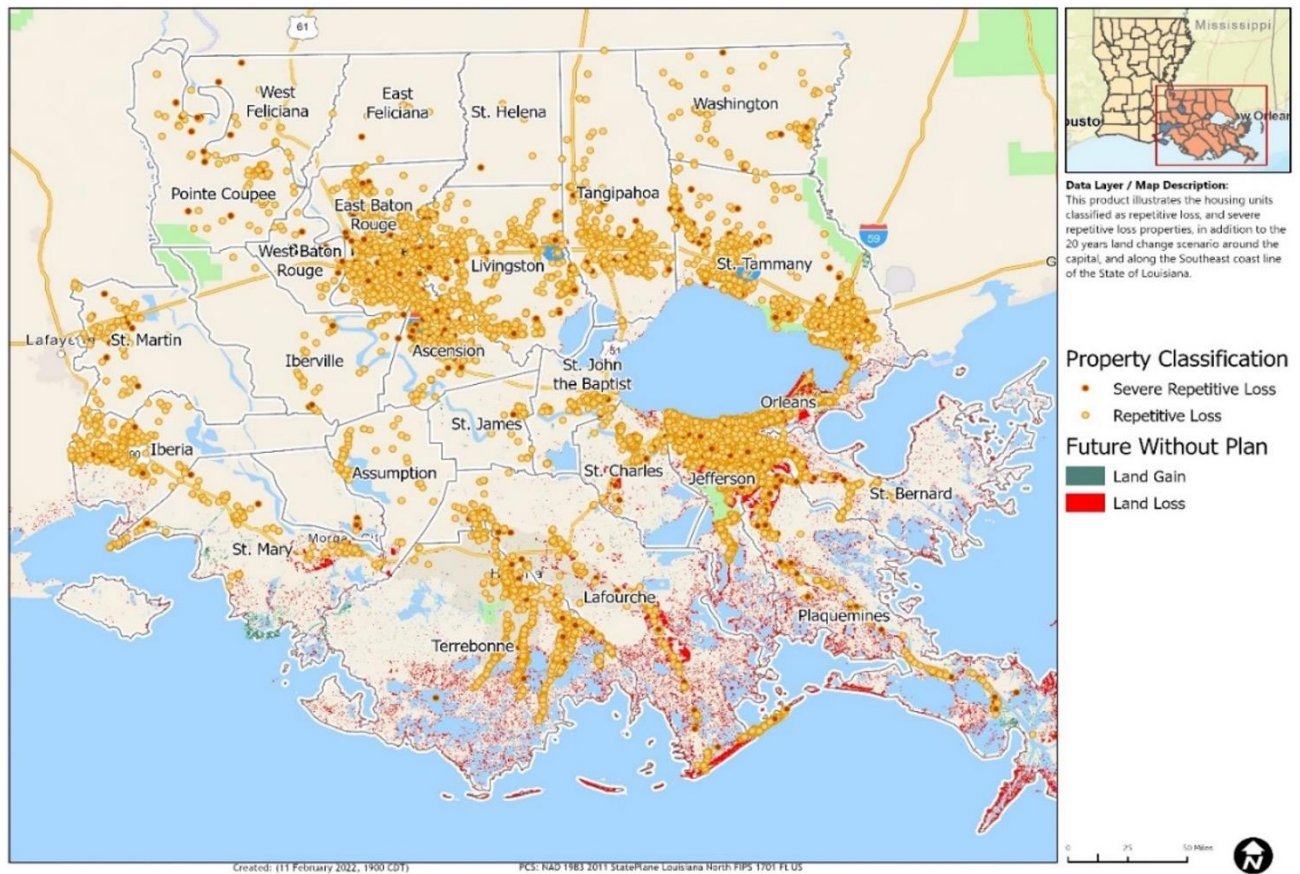 61
Mississippi
West
Feliciana
East
Feliciana
St. Helena
Washington
ousto
w Orlean
Data Layer / Map Description:
This product illustrates the housing units
classified as repetitive loss, and severe
repetitive loss properties, in addition to the
20 years land change scenario around the
capital, and along the Southeast coast line
of the State of Louisiana.
Pointe Coupee
Tangipahoa
East Baton
Rouge
59
West Baton
Rouge
Livingston
St. Tammany
G
Lafaye
St. Martin
Iberville
Ascension
51
St. John
the Baptist
Property Classification
Severe Repetitive Loss
Repetitive Loss
Orleans
St. James
Iberia
90
Assumption
St. Charles
Jefferson
St. Bernard
Future Without Plan
Land Gain
Land Loss
St. Mary
Lafourche
Plaquemines
Terrebonne
0 25 50 Miles
N
Created: (11 February 2022, 1900 CDT)
PCS: NAD 1983 2011 StatePlane Louisiana North FIPS 1701 Ft US